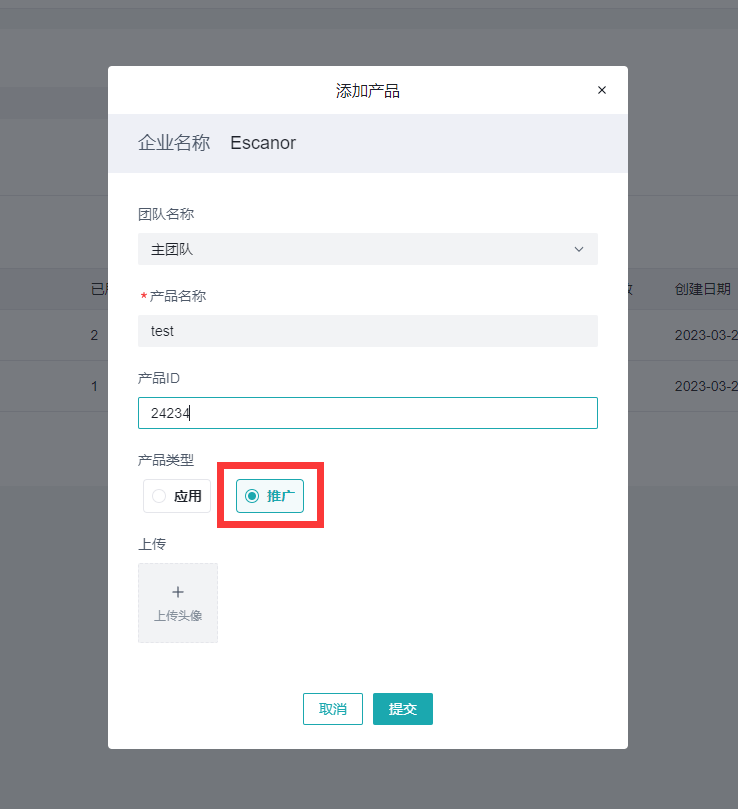 添加产品 ×
企业名称 Escanor
团队名称
主团队
已 创建日期
* 产品名称
test
2 2023-03-2
产品ID
1 2023-03-2
24234
产品类型
应用 推广
上传
+
上传头像
取消 提交